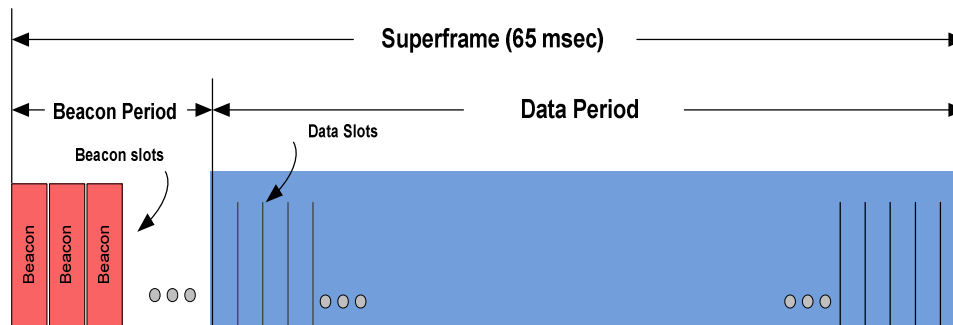 Superframe (65 msec)
Beacon Period
Data Period
Data Slots
Beacon slots
Beacon
Beacon
Beacon